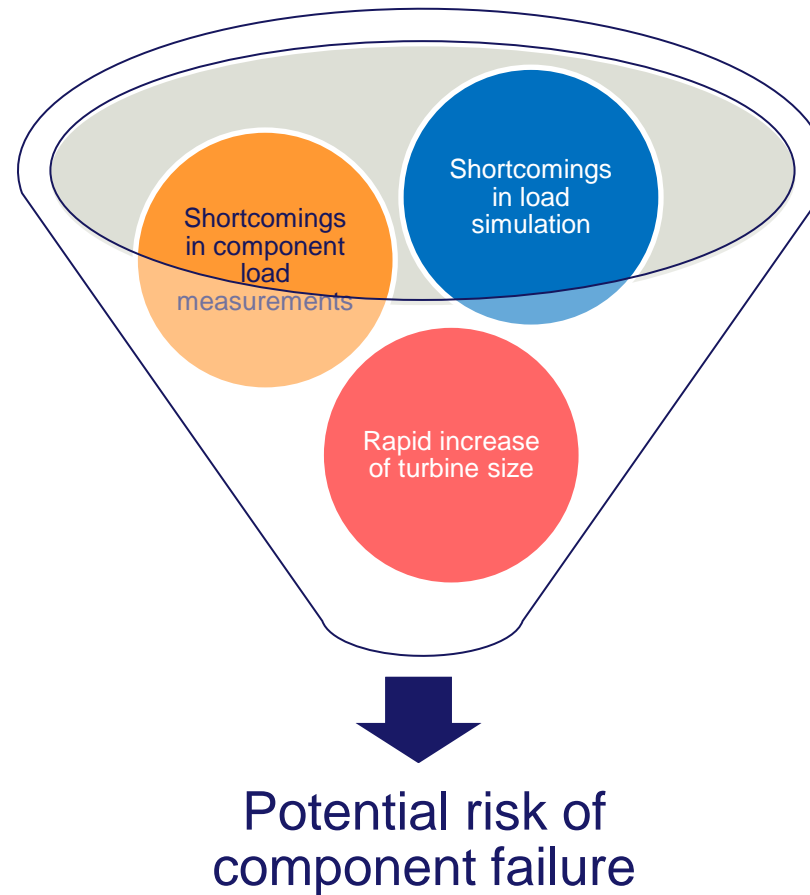 Shortcomings
in load
simulation
Shortcomings
in component
load
measurements
Rapid increase
of turbine size
Potential risk of
component failure